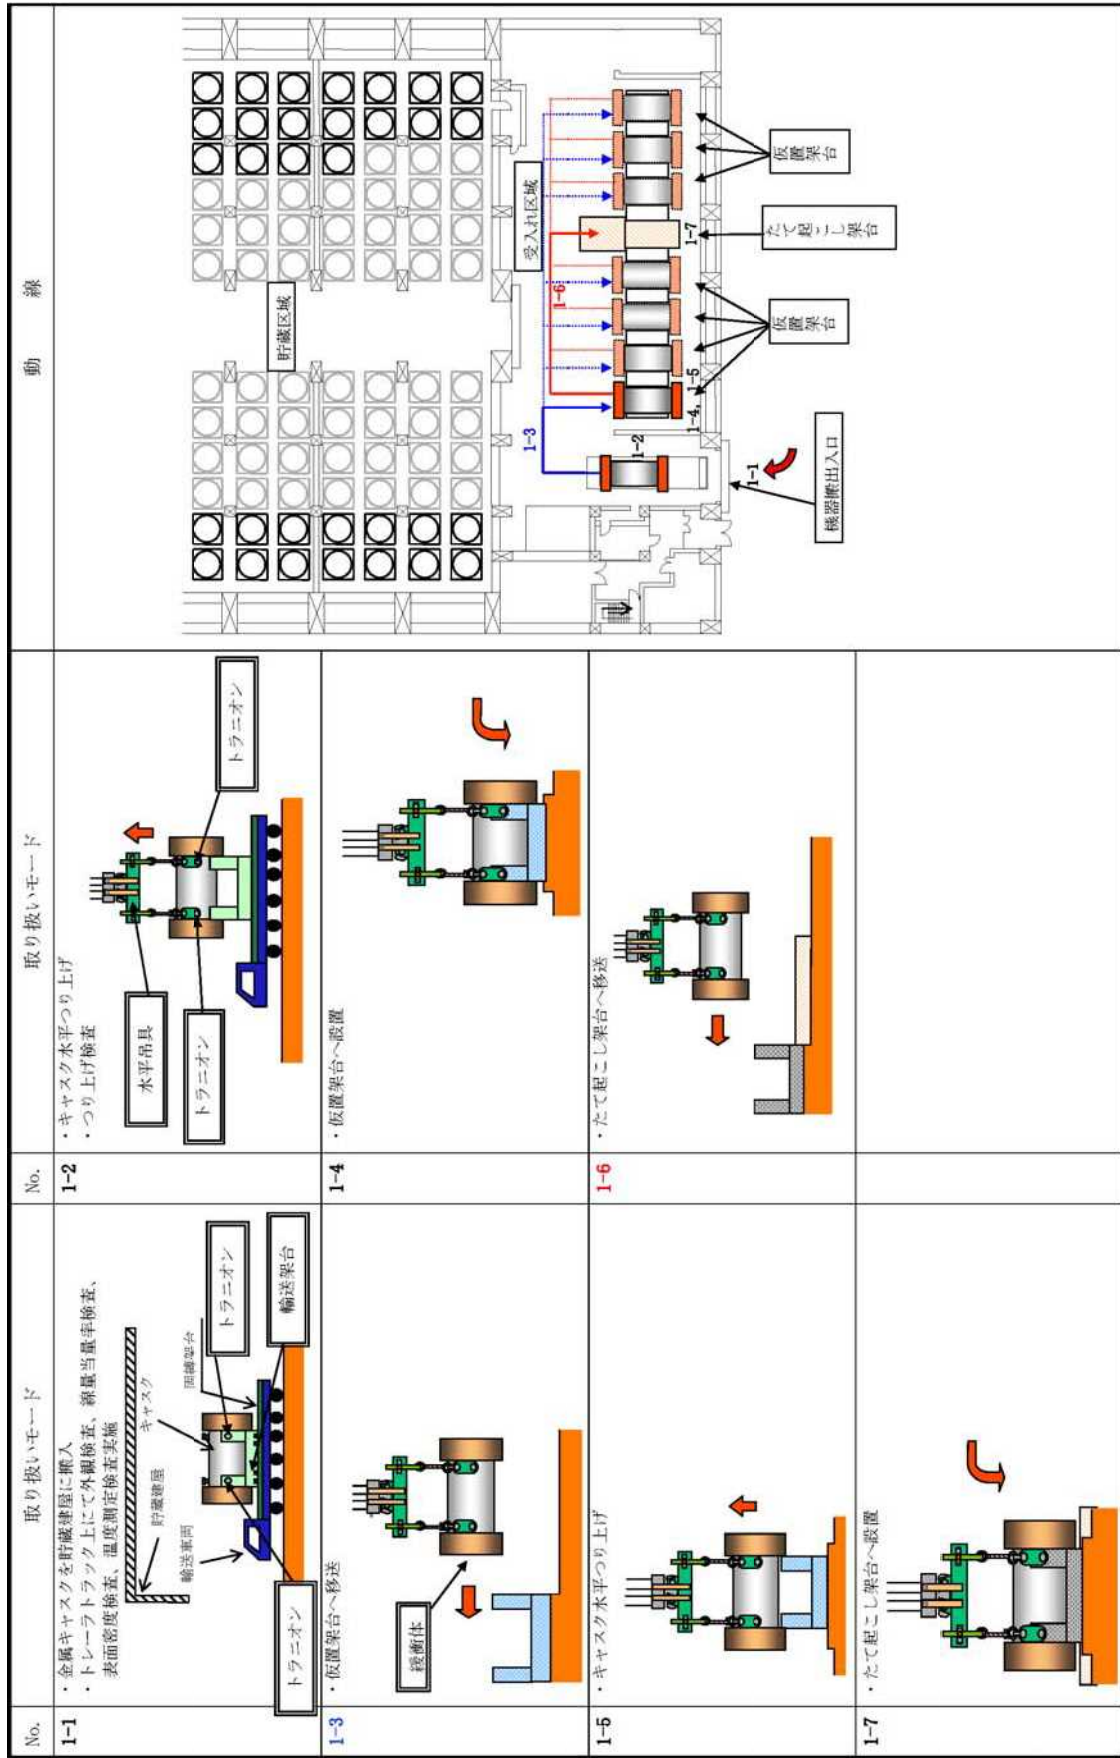 No.
取り扱いモード
No.
取り扱いモード
動　線
1-1
・金属キャスクを貯蔵建屋に搬入
・トレーラトラック上にて外観検査、線量当量率検査、
表面密度検査、温度測定検査実施
貯蔵建屋
輸送車両
キャスク
固縛架台
トラニオン
トラニオン
輸送架台
1-2
・キャスク水平つり上げ
・つり上げ検査
水平吊具
トラニオン
トラニオン
1-3
・仮置架台へ移送
緩衝体
1-4
・仮置架台へ設置
1-5
・キャスク水平つり上げ
1-6
・たて起こし架台へ移送
1-7
・たて起こし架台へ設置
貯蔵区域
受入れ区域
1-3
1-6
1-2
1-4,
1-5
1-7
1-1
機器搬出入口
仮置架台
たて起こし架台
仮置架台